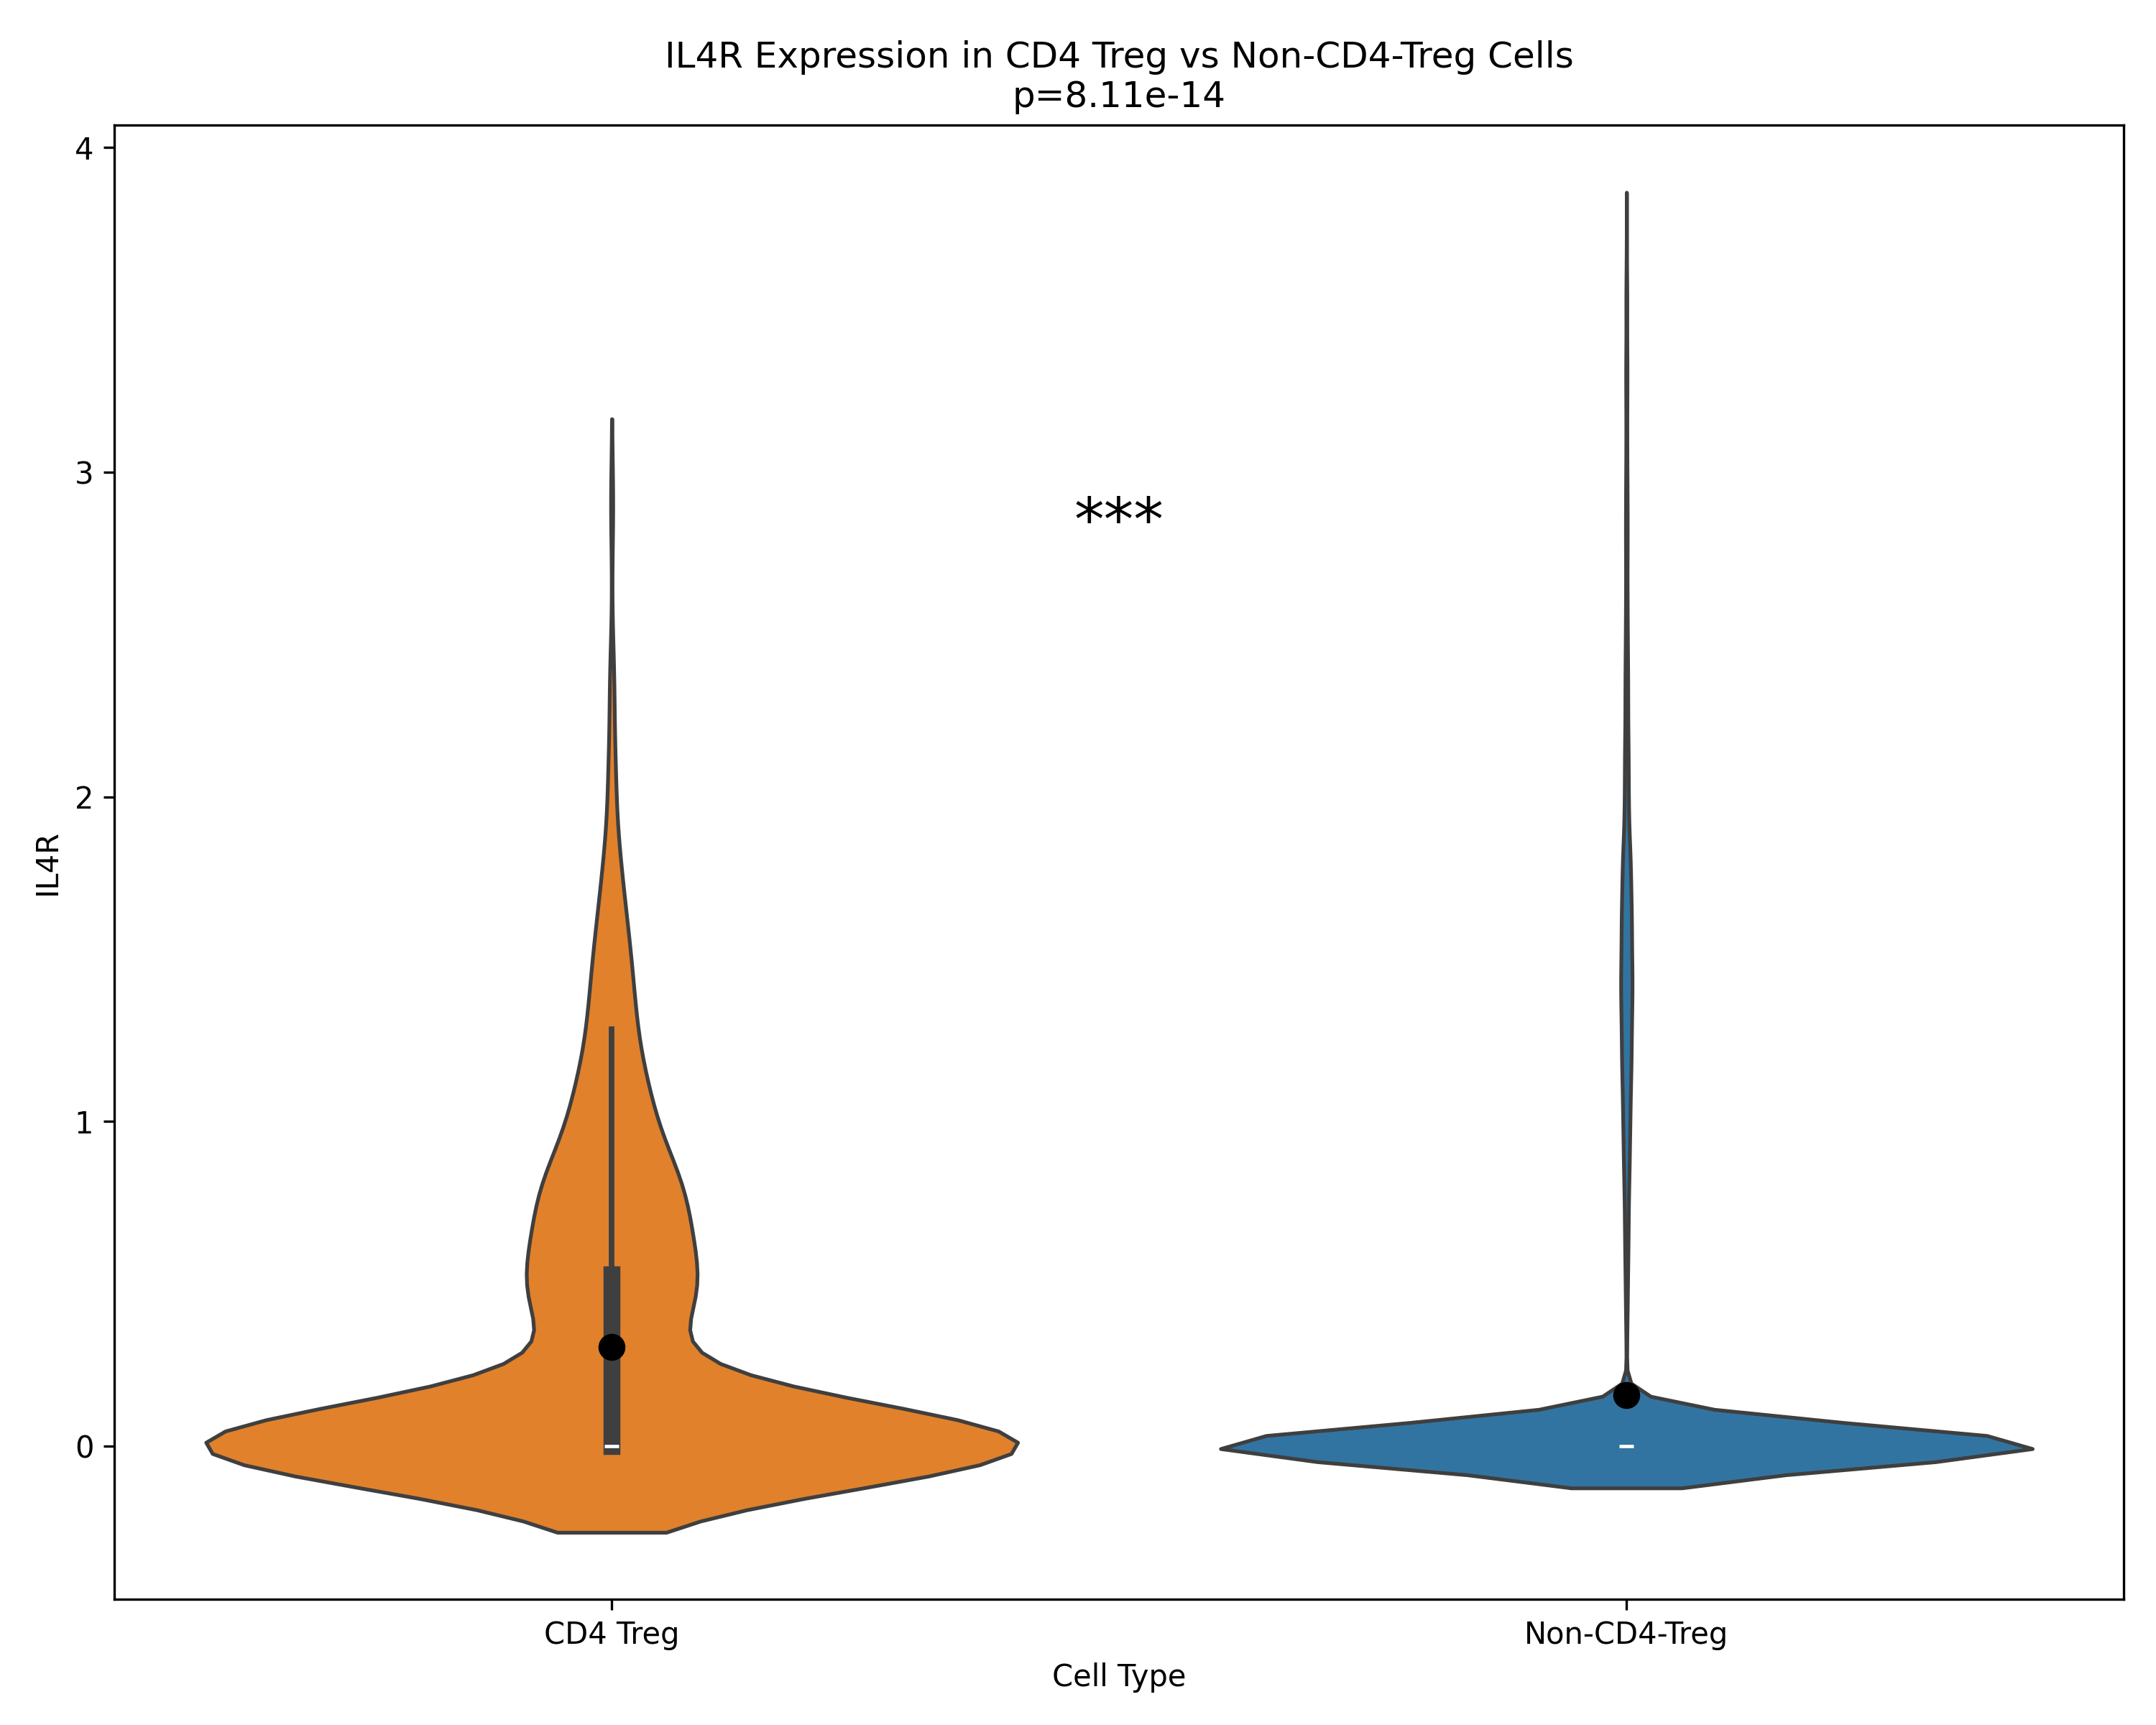 IL4R Expression in CD4 Treg vs Non-CD4-Treg Cells
p=8.11e-14
4
3
2
1
0
IL4R
***
CD4 Treg
Non-CD4-Treg
Cell Type